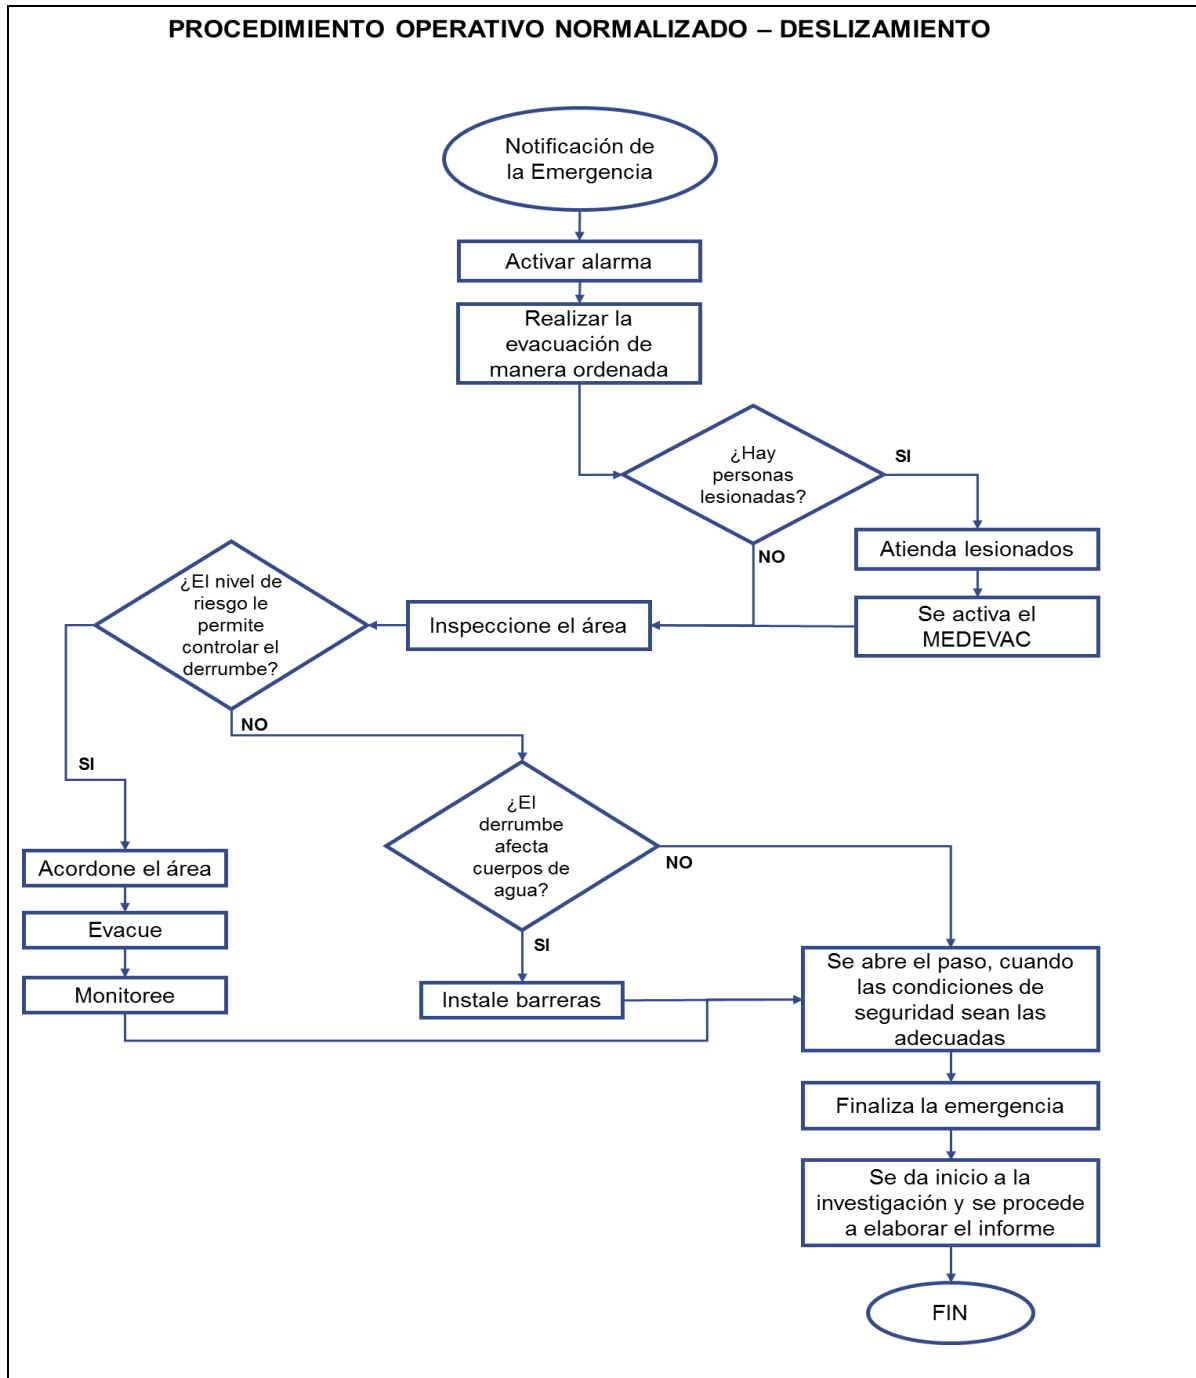 PROCEDIMIENTO OPERATIVO NORMALIZADO – DESLIZAMIENTO
Notificación de
la Emergencia
Activar alarma
Realizar la
evacuación de
manera ordenada
¿Hay
personas
lesionadas?
SI
NO
Atienda lesionados
Se activa el
MEDEVAC
Inspeccione el área
¿El nivel de
riesgo le
permite
controlar el
derrumbe?
NO
SI
Acordone el área
Evacue
Monitoree
¿El
derrumbe
afecta
cuerpos de
agua?
NO
SI
Instale barreras
Se abre el paso, cuando
las condiciones de
seguridad sean las
adecuadas
Finaliza la emergencia
Se da inicio a la
investigación y se procede
a elaborar el informe
FIN